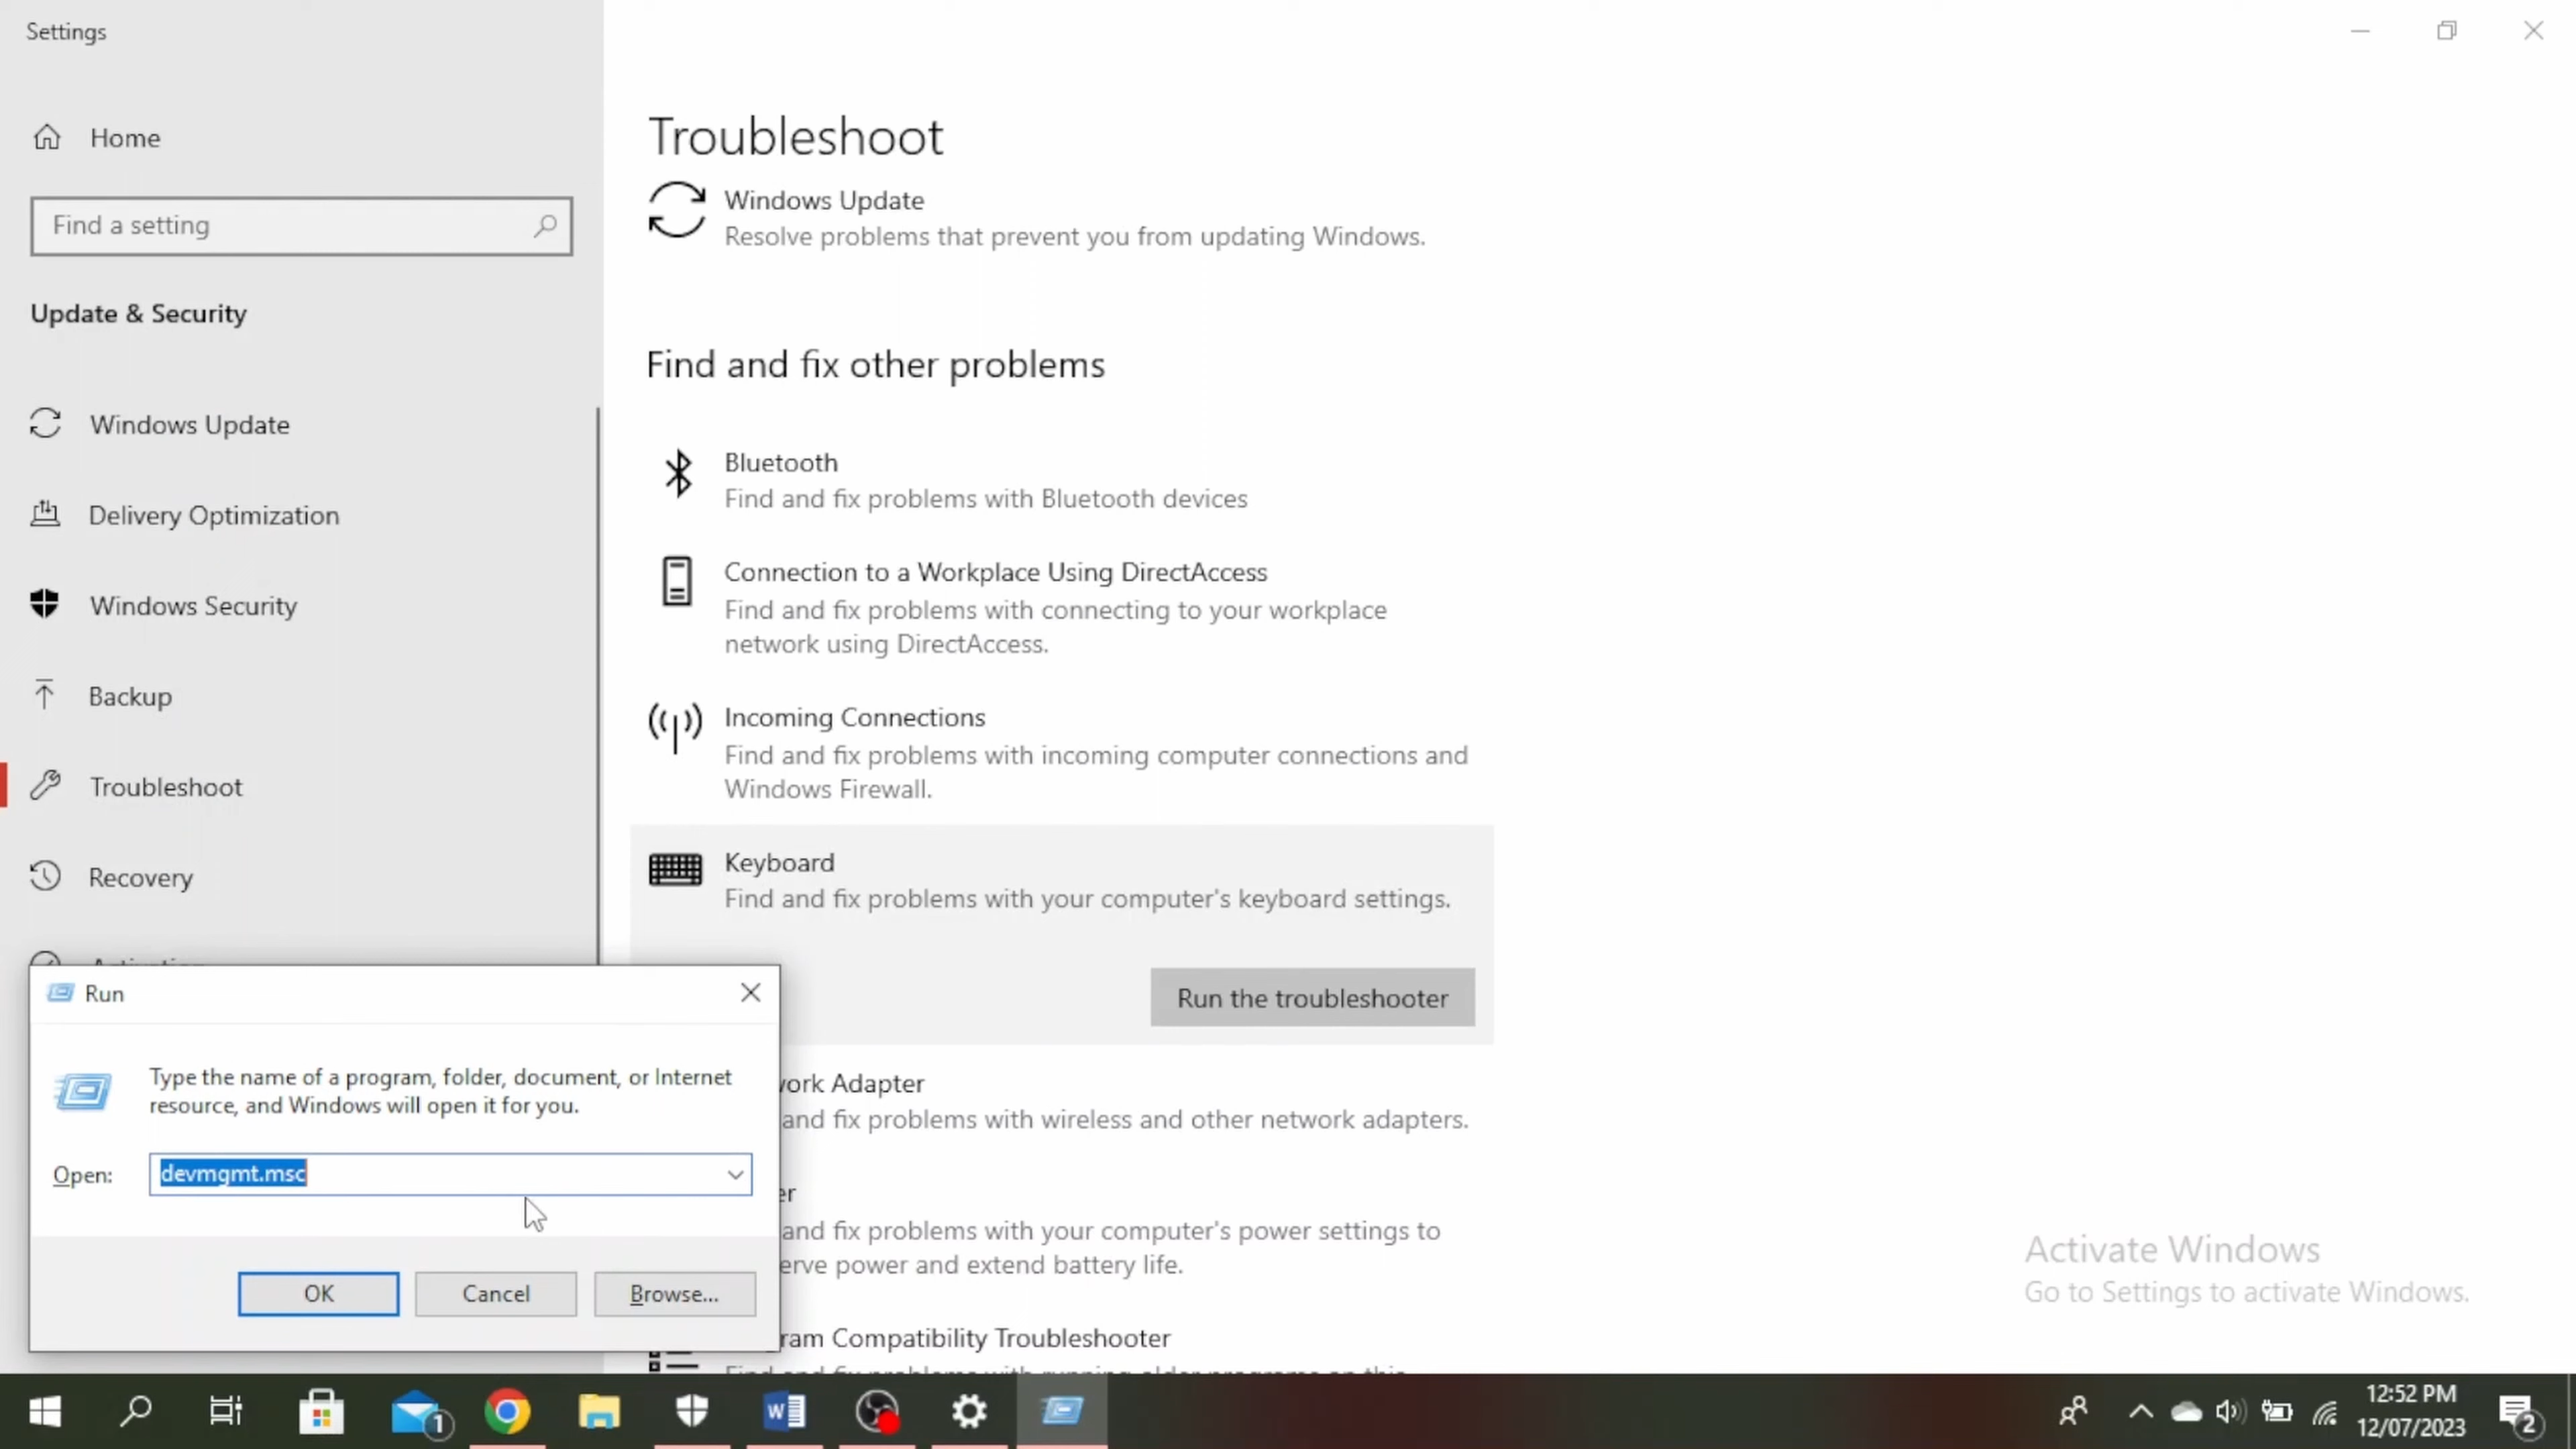 Settings
Home
Find a setting
Update & Security
Windows Update
Delivery Optimization
Windows Security
Backup
Troubleshoot
Recovery
Troubleshoot
Windows Update
Resolve problems that prevent you from updating Windows.
Find and fix other problems
Bluetooth
Find and fix problems with Bluetooth devices
Connection to a Workplace Using DirectAccess
Find and fix problems with connecting to your workplace
network using DirectAccess.
Incoming Connections
Find and fix problems with incoming computer connections and
Windows Firewall.
Keyboard
Find and fix problems with your computer's keyboard settings.
Run the troubleshooter
Adapter
and fix problems with wireless and other network adapters.
and fix problems with your computer's power settings to
power and extend battery life.
Compatibility Troubleshooter
Run
Type the name of a program, folder, document, or Internet
resource, and Windows will open it for you.
Open:
devmgmt.msc
OK
Cancel
Browse...
Activate Windows
Go to Settings to activate Windows.
1
W
12:52 PM
12/07/2023
2